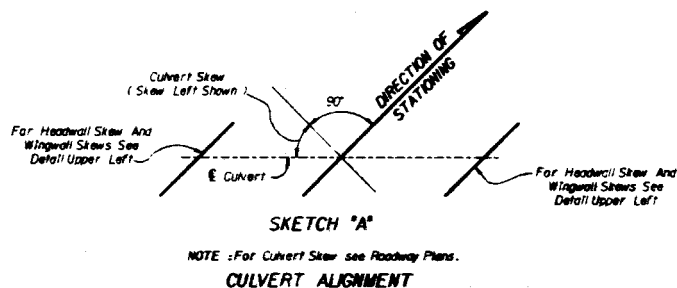 DIRECTION OF
STATIONING
Culvert Skew
( Skew Left Shown )
90°
For Headwall Skew And
Wingwall Skews See
Detail Upper Left
℄ Culvert
For Headwall Skew And
Wingwall Skews See
Detail Upper Left
SKETCH "A"
NOTE : For Culvert Skew see Roadway Plans.
CULVERT ALIGNMENT